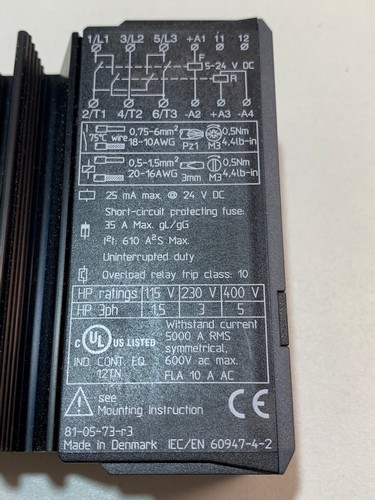 1/L1 3/L2 5/L3 +A1 11 12
F
5-24 V DC
R
2/T1 4/T2 6/T3 -A2 +A3 -A4
75°C wire 0,75-6mm² 18-10AWG Pz1 M3 0,5Nm 4,4lb-in
0,5-1,5mm² 20-16AWG 3mm M3 0,5Nm 4,4lb-in
25 mA max. @ 24 V DC
Short-circuit protecting fuse:
35 A Max. gL/gG
I²t: 610 A²S Max.
Uninterrupted duty
Overload relay trip class: 10
HP ratings 115 V 230 V 400 V
HP 3ph 1,5 3 5
C UL US LISTED
IND. CONT. EQ.
12TN
Withstand current
5000 A RMS
symmetrical,
600V ac max.
FLA 10 A AC
see
Mounting Instruction
CE
81-05-73-r3
Made in Denmark IEC/EN 60947-4-2